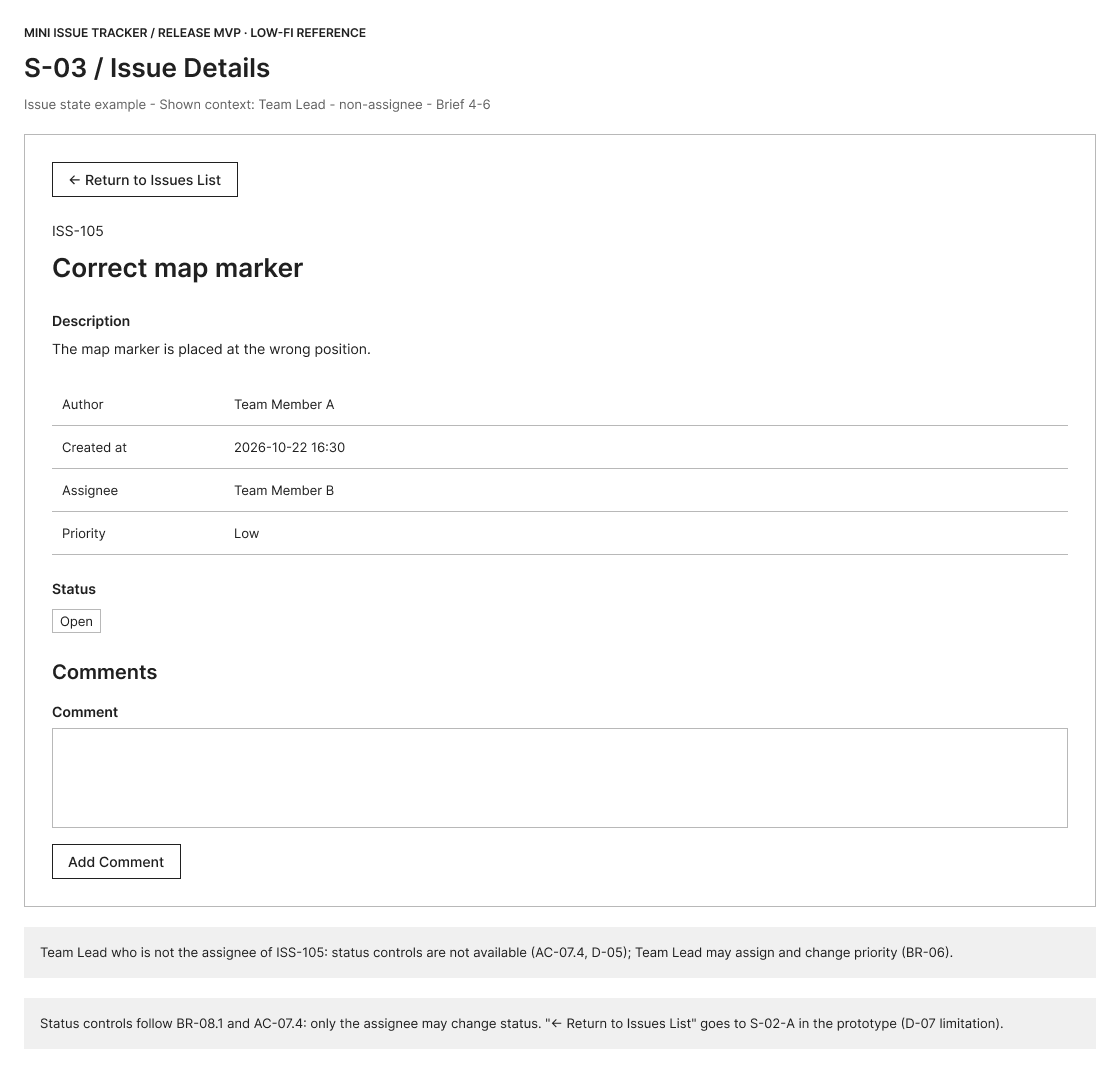 MINI ISSUE TRACKER / RELEASE MVP · LOW-FI REFERENCE
S-03 / Issue Details
Issue state example - Shown context: Team Lead - non-assignee - Brief 4-6
← Return to Issues List
ISS-105
Correct map marker
Description
The map marker is placed at the wrong position.
Author Team Member A
Created at 2026-10-22 16:30
Assignee Team Member B
Priority Low
Status
Open
Comments
Comment
Add Comment
Team Lead who is not the assignee of ISS-105: status controls are not available (AC-07.4, D-05); Team Lead may assign and change priority (BR-06).
Status controls follow BR-08.1 and AC-07.4: only the assignee may change status. "← Return to Issues List" goes to S-02-A in the prototype (D-07 limitation).